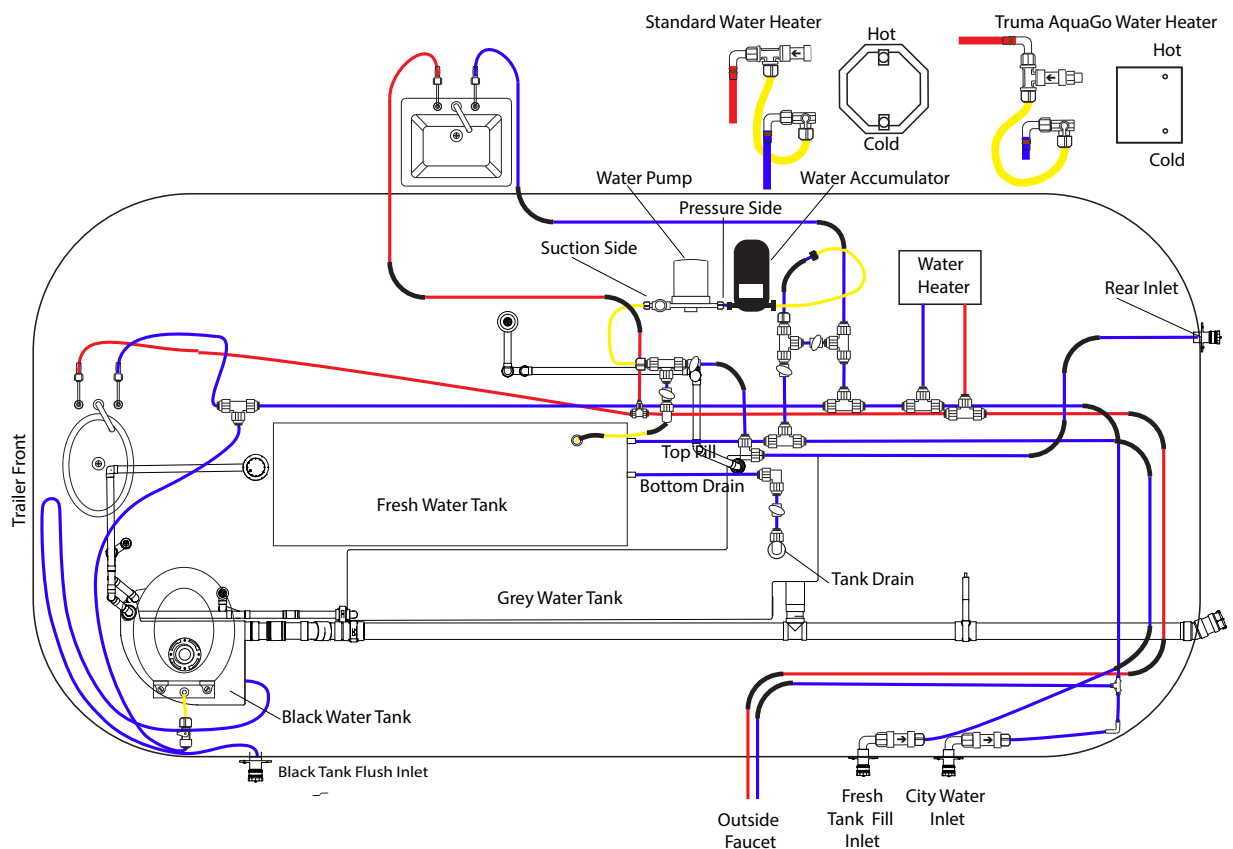 Standard Water Heater
Truma AquaGo Water Heater
Hot
Hot
Cold
Cold
Water Pump
Water Accumulator
Pressure Side
Suction Side
Water
Heater
Rear Inlet
Trailer Front
Top Fill
Bottom Drain
Fresh Water Tank
Tank Drain
Grey Water Tank
Black Water Tank
Black Tank Flush Inlet
Fresh
Tank Fill
Inlet
City Water
Inlet
Outside
Faucet